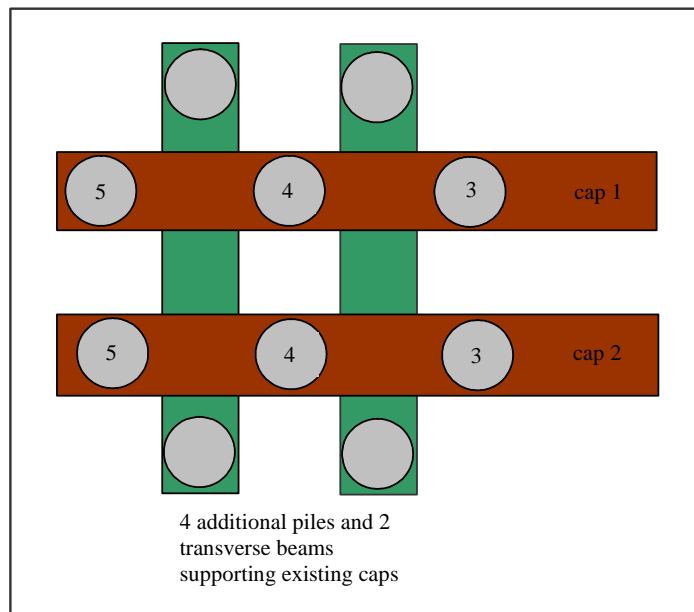 5 4 3 cap 1
5 4 3 cap 2
4 additional piles and 2
transverse beams
supporting existing caps